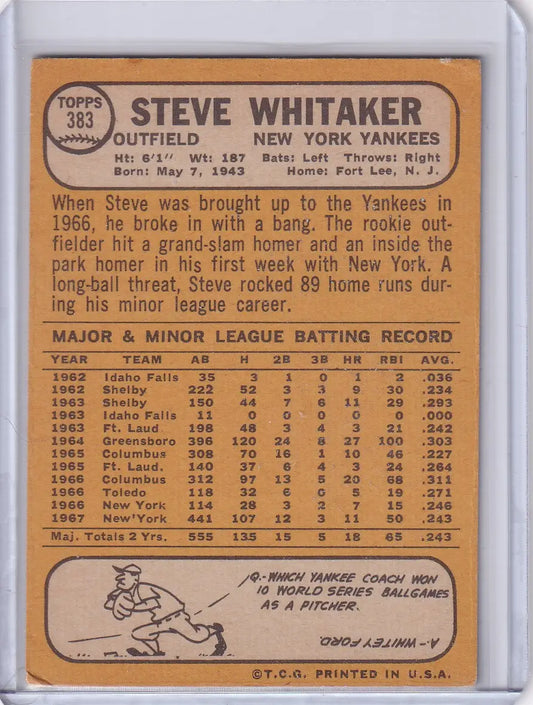 TOPPS
383
STEVE WHITAKER
OUTFIELD NEW YORK YANKEES
Ht: 6'1" Wt: 187 Bats: Left Throws: Right
Born: May 7, 1943 Home: Fort Lee, N. J.
When Steve was brought up to the Yankees in
1966, he broke in with a bang. The rookie out-
fielder hit a grand-slam homer and an inside the
park homer in his first week with New York. A
long-ball threat, Steve rocked 89 home runs dur-
ing his minor league career.
MAJOR & MINOR LEAGUE BATTING RECORD
YEAR TEAM AB H 2B 3B HR RBI AVG.
1962 Idaho Falls 35 3 1 0 1 2 .036
1962 Shelby 222 52 3 3 9 30 .234
1963 Shelby 150 44 7 6 11 29 .293
1963 Idaho Falls 11 0 0 0 0 0 .000
1963 Ft. Laud. 198 48 3 4 3 21 .242
1964 Greensboro 396 120 24 8 27 100 .303
1965 Columbus 308 70 16 1 10 46 .227
1965 Ft. Laud. 140 37 6 4 3 24 .264
1966 Columbus 312 97 13 5 20 68 .311
1966 Toledo 118 32 6 0 5 19 .271
1966 New York 114 28 3 2 7 15 .246
1967 New York 441 107 12 3 11 50 .243
Maj. Totals 2 Yrs. 555 135 15 5 18 65 .243
Q.-WHICH YANKEE COACH WON
10 WORLD SERIES BALLGAMES
AS A PITCHER.
A.- WHITEY FORD.
©T.C.G. PRINTED IN U.S.A.